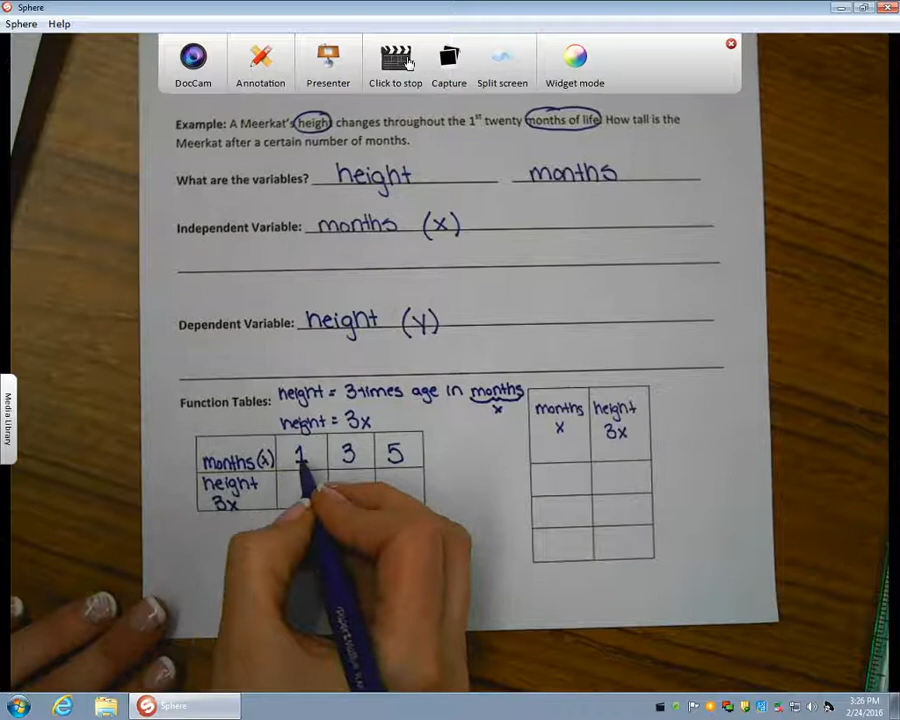 Sphere
Sphere Help
DocCam Annotation Presenter Click to stop Capture Split screen Widget mode
Example: A Meerkat's height changes throughout the 1st twenty months of life. How tall is the
Meerkat after a certain number of months.
What are the variables? height months
Independent Variable: months (x)
Dependent Variable: height (y)
Function Tables: height = 3 times age in months
x
height = 3x
months(x) 1 3 5
height
3x
months height
x 3x
Media Library
Sphere
3:26 PM
2/24/2016